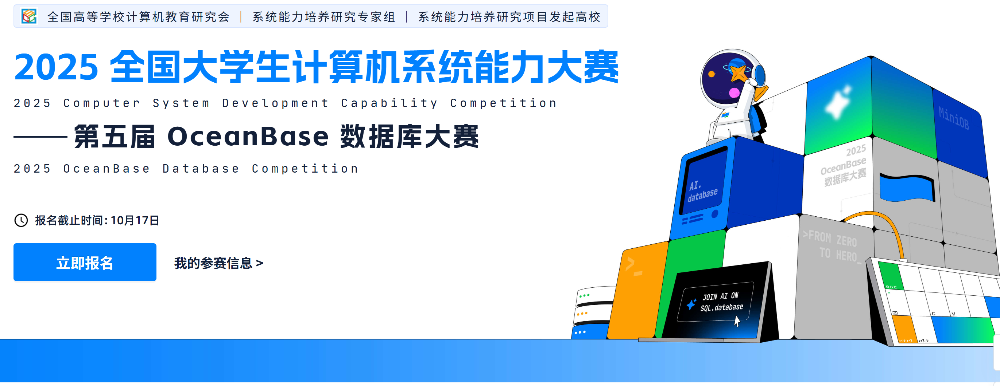 全国高等学校计算机教育研究会 | 系统能力培养研究专家组 | 系统能力培养研究项目发起高校
2025 全国大学生计算机系统能力大赛
2025 Computer System Development Capability Competition
——第五届 OceanBase 数据库大赛
2025 OceanBase Database Competition
报名截止时间:10月17日
立即报名
我的参赛信息 >
MiniOB
2025
OceanBase
数据库大赛
AI.
database
>FROM ZERO
TO HERO_
>_
JOIN AI ON
SQL.database
esc
A
C
V
ctrl
alt